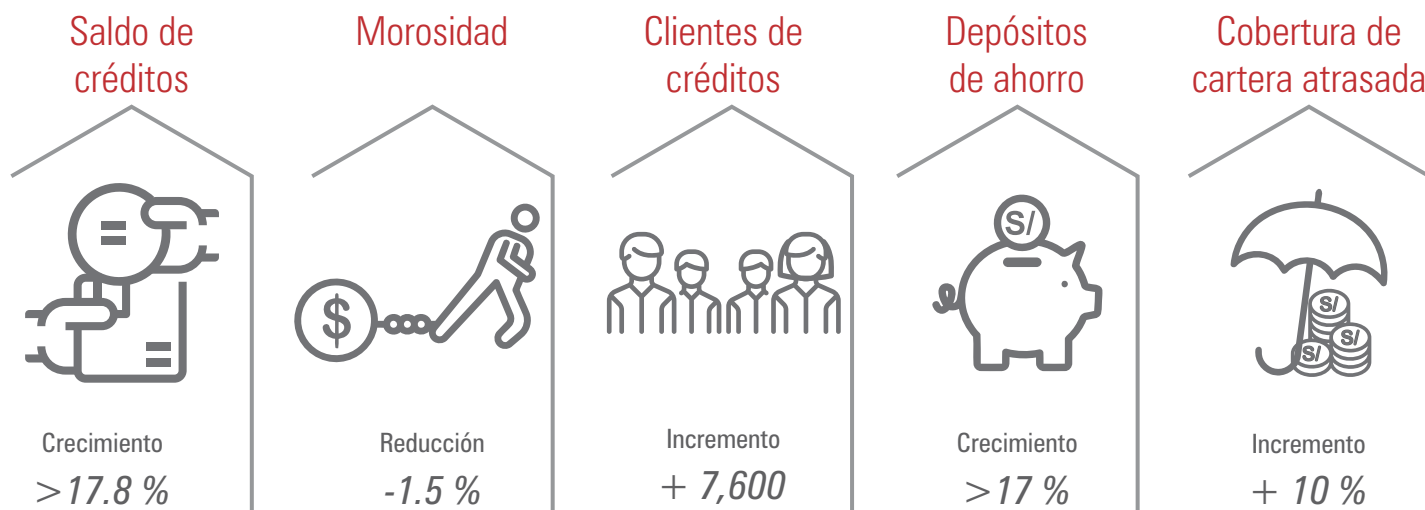 Saldo de
créditos
Crecimiento
>17.8 %
Morosidad
$
Reducción
-1.5 %
Clientes de
créditos
Incremento
+ 7,600
Depósitos
de ahorro
S/
Crecimiento
>17 %
Cobertura de
cartera atrasada
S/
S/
S/
Incremento
+ 10 %